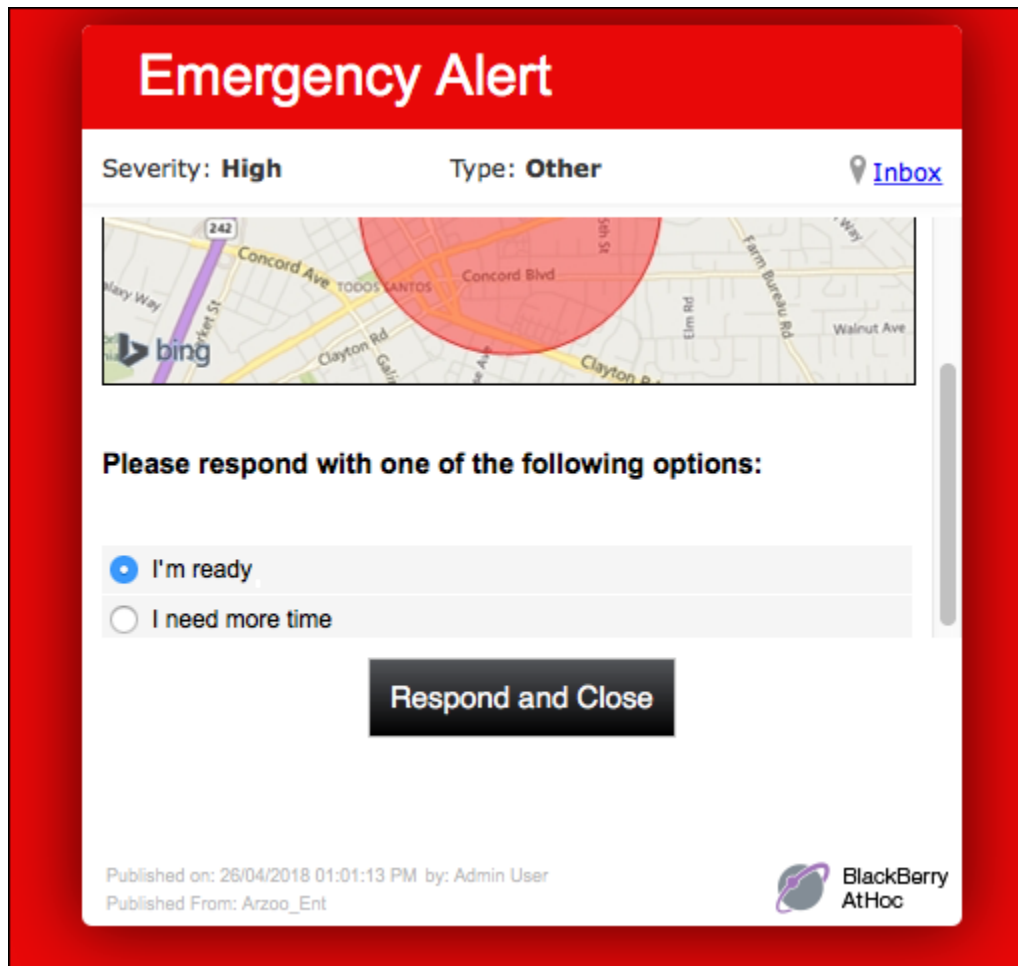 Emergency Alert
Severity: High Type: Other Inbox
242
Concord Ave
TODOS SANTOS
Concord Blvd
5th St
Way
Farm Bureau Rd
Elm Rd
Walnut Ave
Way
Clayton Rd
bing
Clayton
Please respond with one of the following options:
I'm ready
I need more time
Respond and Close
Published on: 26/04/2018 01:01:13 PM by: Admin User
Published From: Arzoo_Ent
BlackBerry
AtHoc